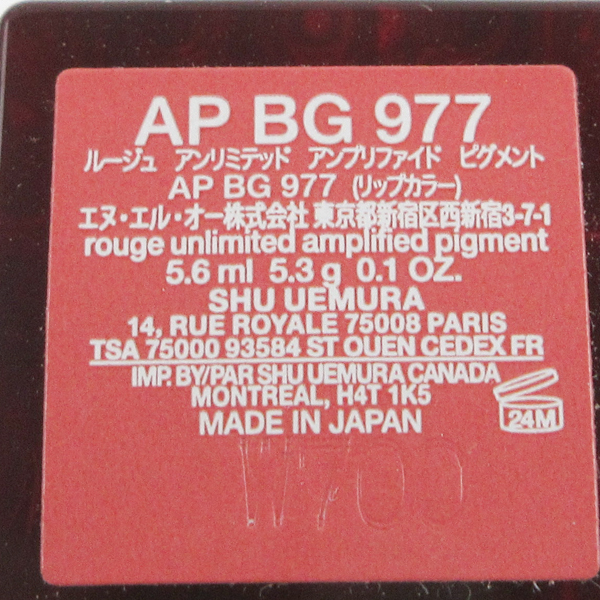 AP BG 977
ルージュ アンリミテッド アンプリファイド ピグメント
AP BG 977 (リップカラー)
エヌ・エル・オー株式会社 東京都新宿区西新宿3-7-1
rouge unlimited amplified pigment
5.6 ml 5.3 g 0.1 OZ.
SHU UEMURA
14, RUE ROYALE 75008 PARIS
TSA 75000 93584 ST OUEN CEDEX FR
IMP. BY/PAR SHU UEMURA CANADA
MONTREAL, H4T 1K5
24M
MADE IN JAPAN
W700